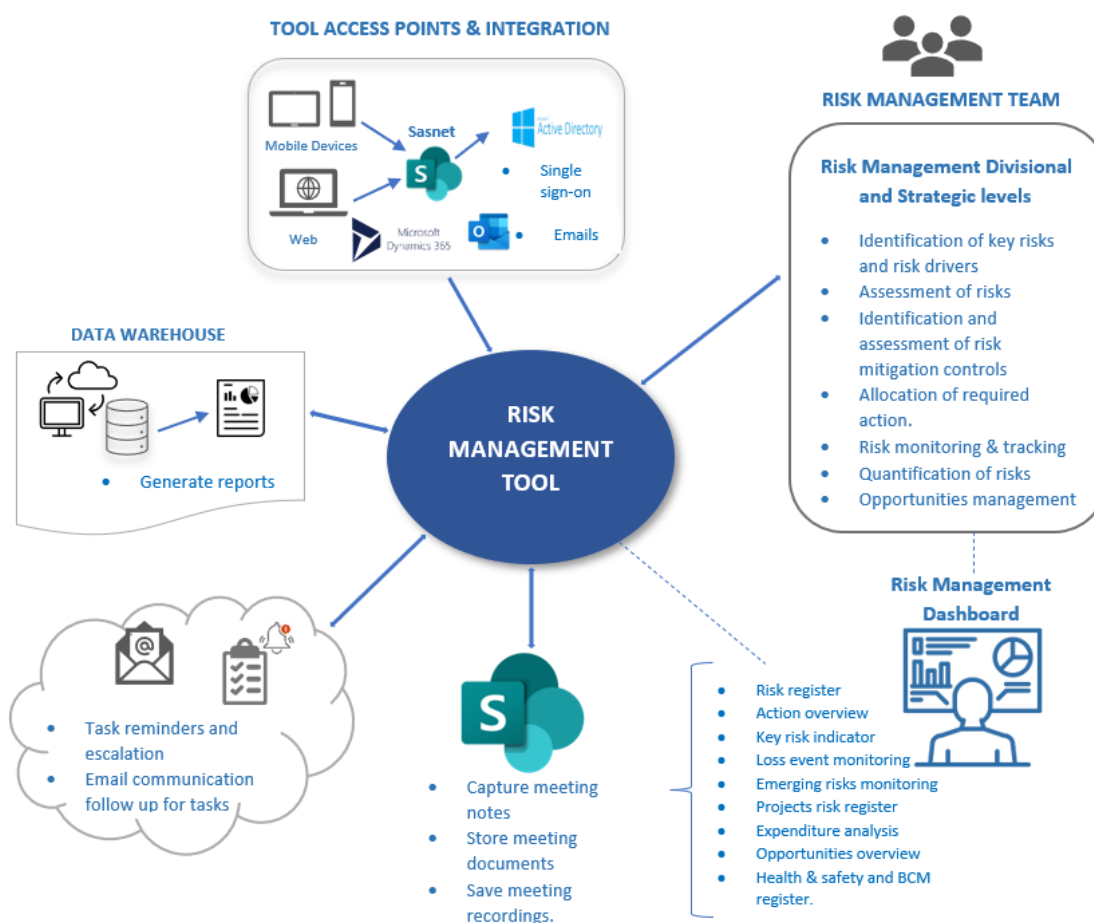 TOOL ACCESS POINTS & INTEGRATION
Mobile Devices
Sasnet
S
Active Directory
• Single
sign-on
Web
Microsoft
Dynamics 365
O
• Emails
RISK MANAGEMENT TEAM
Risk Management Divisional
and Strategic levels
• Identification of key risks
and risk drivers
• Assessment of risks
• Identification and
assessment of risk
mitigation controls
• Allocation of required
action.
• Risk monitoring & tracking
• Quantification of risks
• Opportunities management
DATA WAREHOUSE
• Generate reports
RISK
MANAGEMENT
TOOL
@
• Task reminders and
escalation
• Email communication
follow up for tasks
S
• Capture meeting
notes
• Store meeting
documents
• Save meeting
recordings.
• Risk register
• Action overview
• Key risk indicator
• Loss event monitoring
• Emerging risks monitoring
• Projects risk register
• Expenditure analysis
• Opportunities overview
• Health & safety and BCM
register.
Risk Management
Dashboard